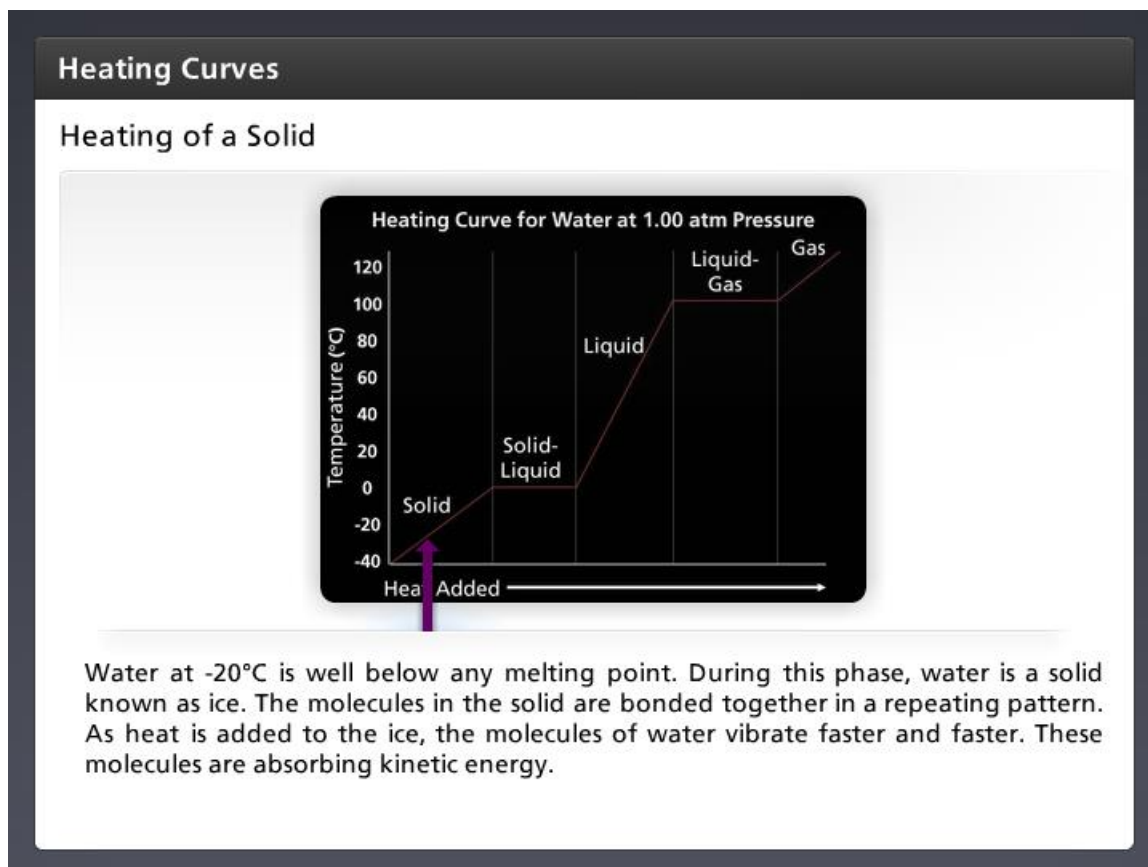 Heating Curves
Heating of a Solid
Heating Curve for Water at 1.00 atm Pressure
Gas
Liquid-
Gas
Liquid
Solid-
Liquid
Solid
Temperature (°C)
120
100
80
60
40
20
0
-20
-40
Heat Added
Water at -20°C is well below any melting point. During this phase, water is a solid
known as ice. The molecules in the solid are bonded together in a repeating pattern.
As heat is added to the ice, the molecules of water vibrate faster and faster. These
molecules are absorbing kinetic energy.